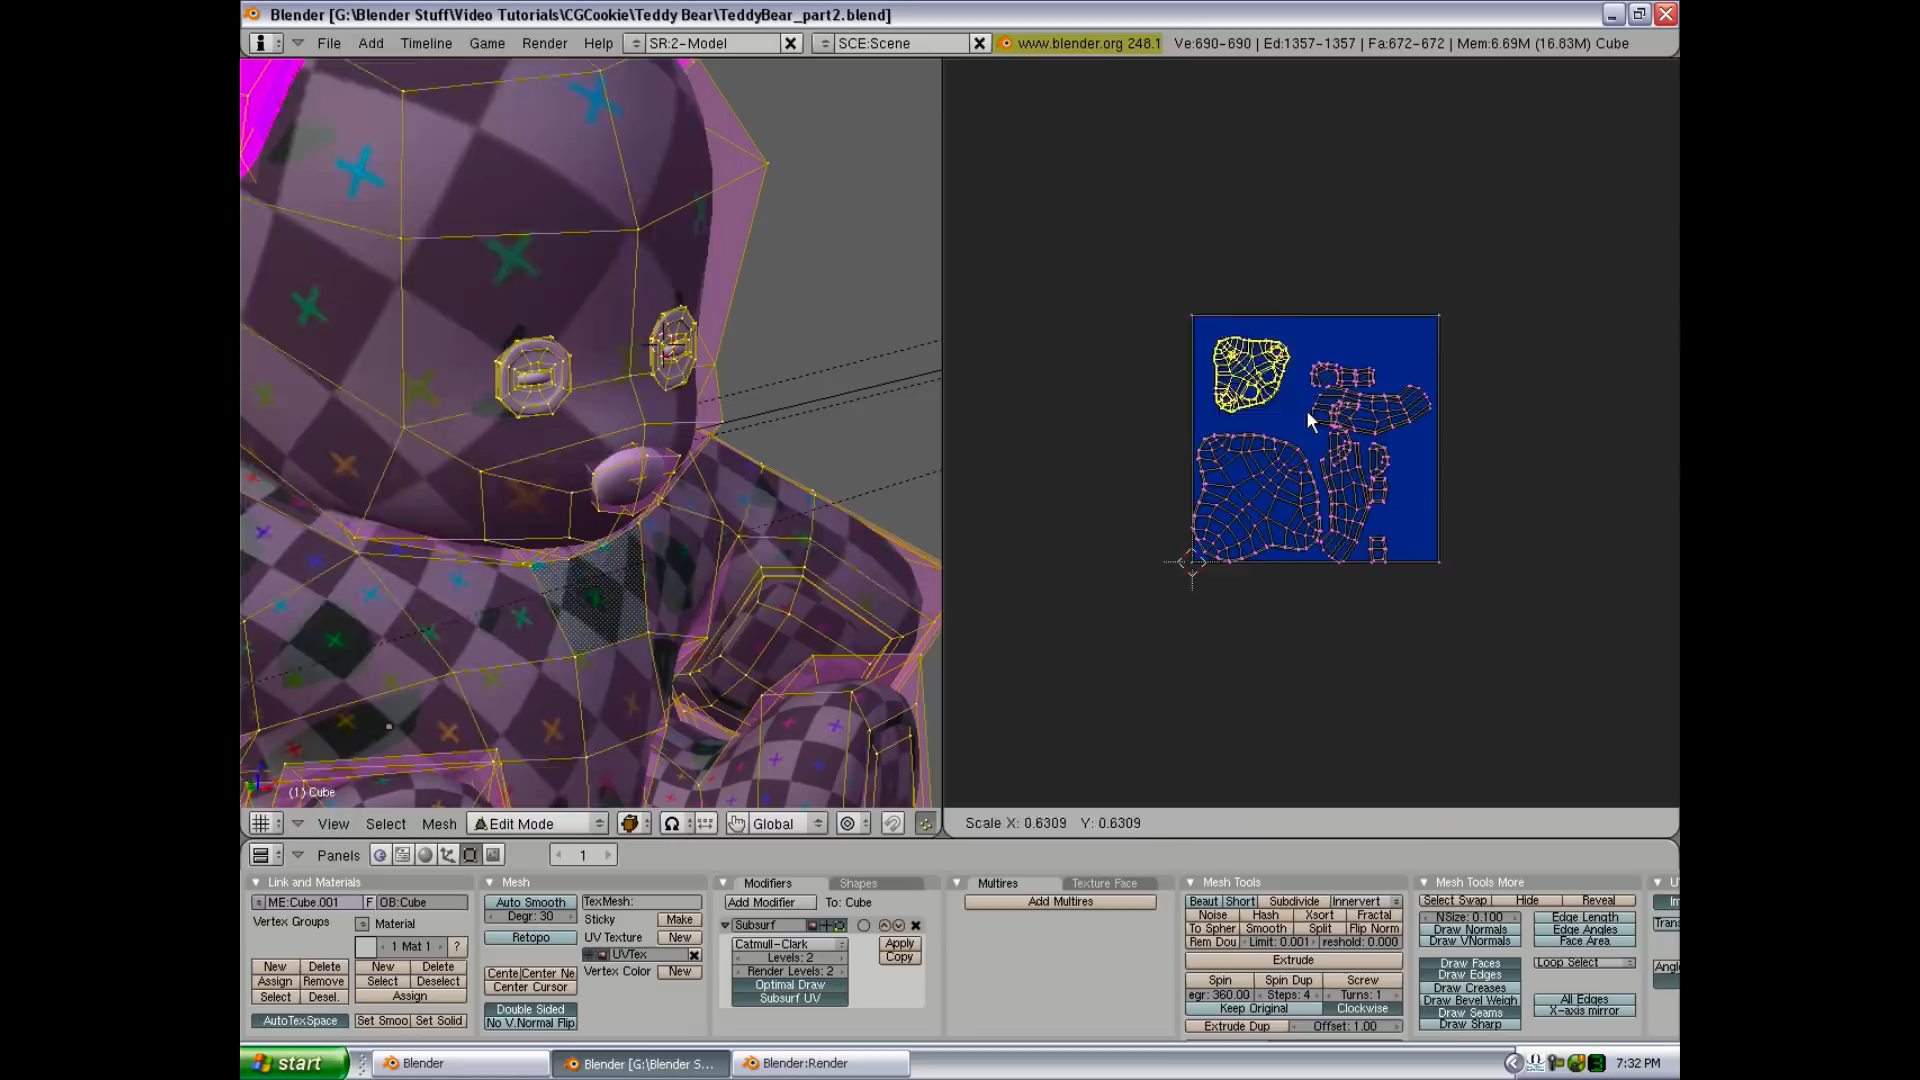 Blender [G:\Blender Stuff\Video Tutorials\CGCookie\Teddy Bear\TeddyBear_part2.blend]
File Add Timeline Game Render Help SR:2-Model SCE:Scene www.blender.org 248.1 Ve:690-690 | Ed:1357-1357 | Fa:672-672 | Mem:6.69M (16.83M) Cube
(1) Cube
View Select Mesh Edit Mode Global Scale X: 0.6309 Y: 0.6309
Panels 1
Link and Materials Mesh Modifiers Shapes Multires Texture Face Mesh Tools Mesh Tools More
ME:Cube.001 F OB:Cube Auto Smooth TexMesh: Add Modifier To: Cube Add Multires Beaut Short Subdivide Innervert Select Swap Hide Reveal
Vertex Groups Material Degr: 30 Sticky Make Subsurf Noise Hash Xsort Fractal NSize: 0.100 Edge Length
1 Mat 1 ? Retopo UV Texture New Catmull-Clark Apply To Spher Smooth Split Flip Norm Draw Normals Edge Angles
UVTex Levels: 2 Copy Rem Dou Limit: 0.001 reshold: 0.000 Draw VNormals Face Area
New Delete New Delete Cente Center Ne Vertex Color New Render Levels: 2 Extrude Draw Faces Loop Select
Assign Remove Select Deselect Center Cursor Optimal Draw Spin Spin Dup Screw Draw Edges
Select Desel. Assign Subsurf UV egr: 360.00 Steps: 4 Turns: 1 Draw Creases All Edges
Double Sided Keep Original Clockwise Draw Bevel Weigh X-axis mirror
AutoTexSpace Set Smoo Set Solid No V.Normal Flip Extrude Dup Offset: 1.00 Draw Seams
Draw Sharp
start Blender Blender [G:\Blender S... Blender:Render 7:32 PM